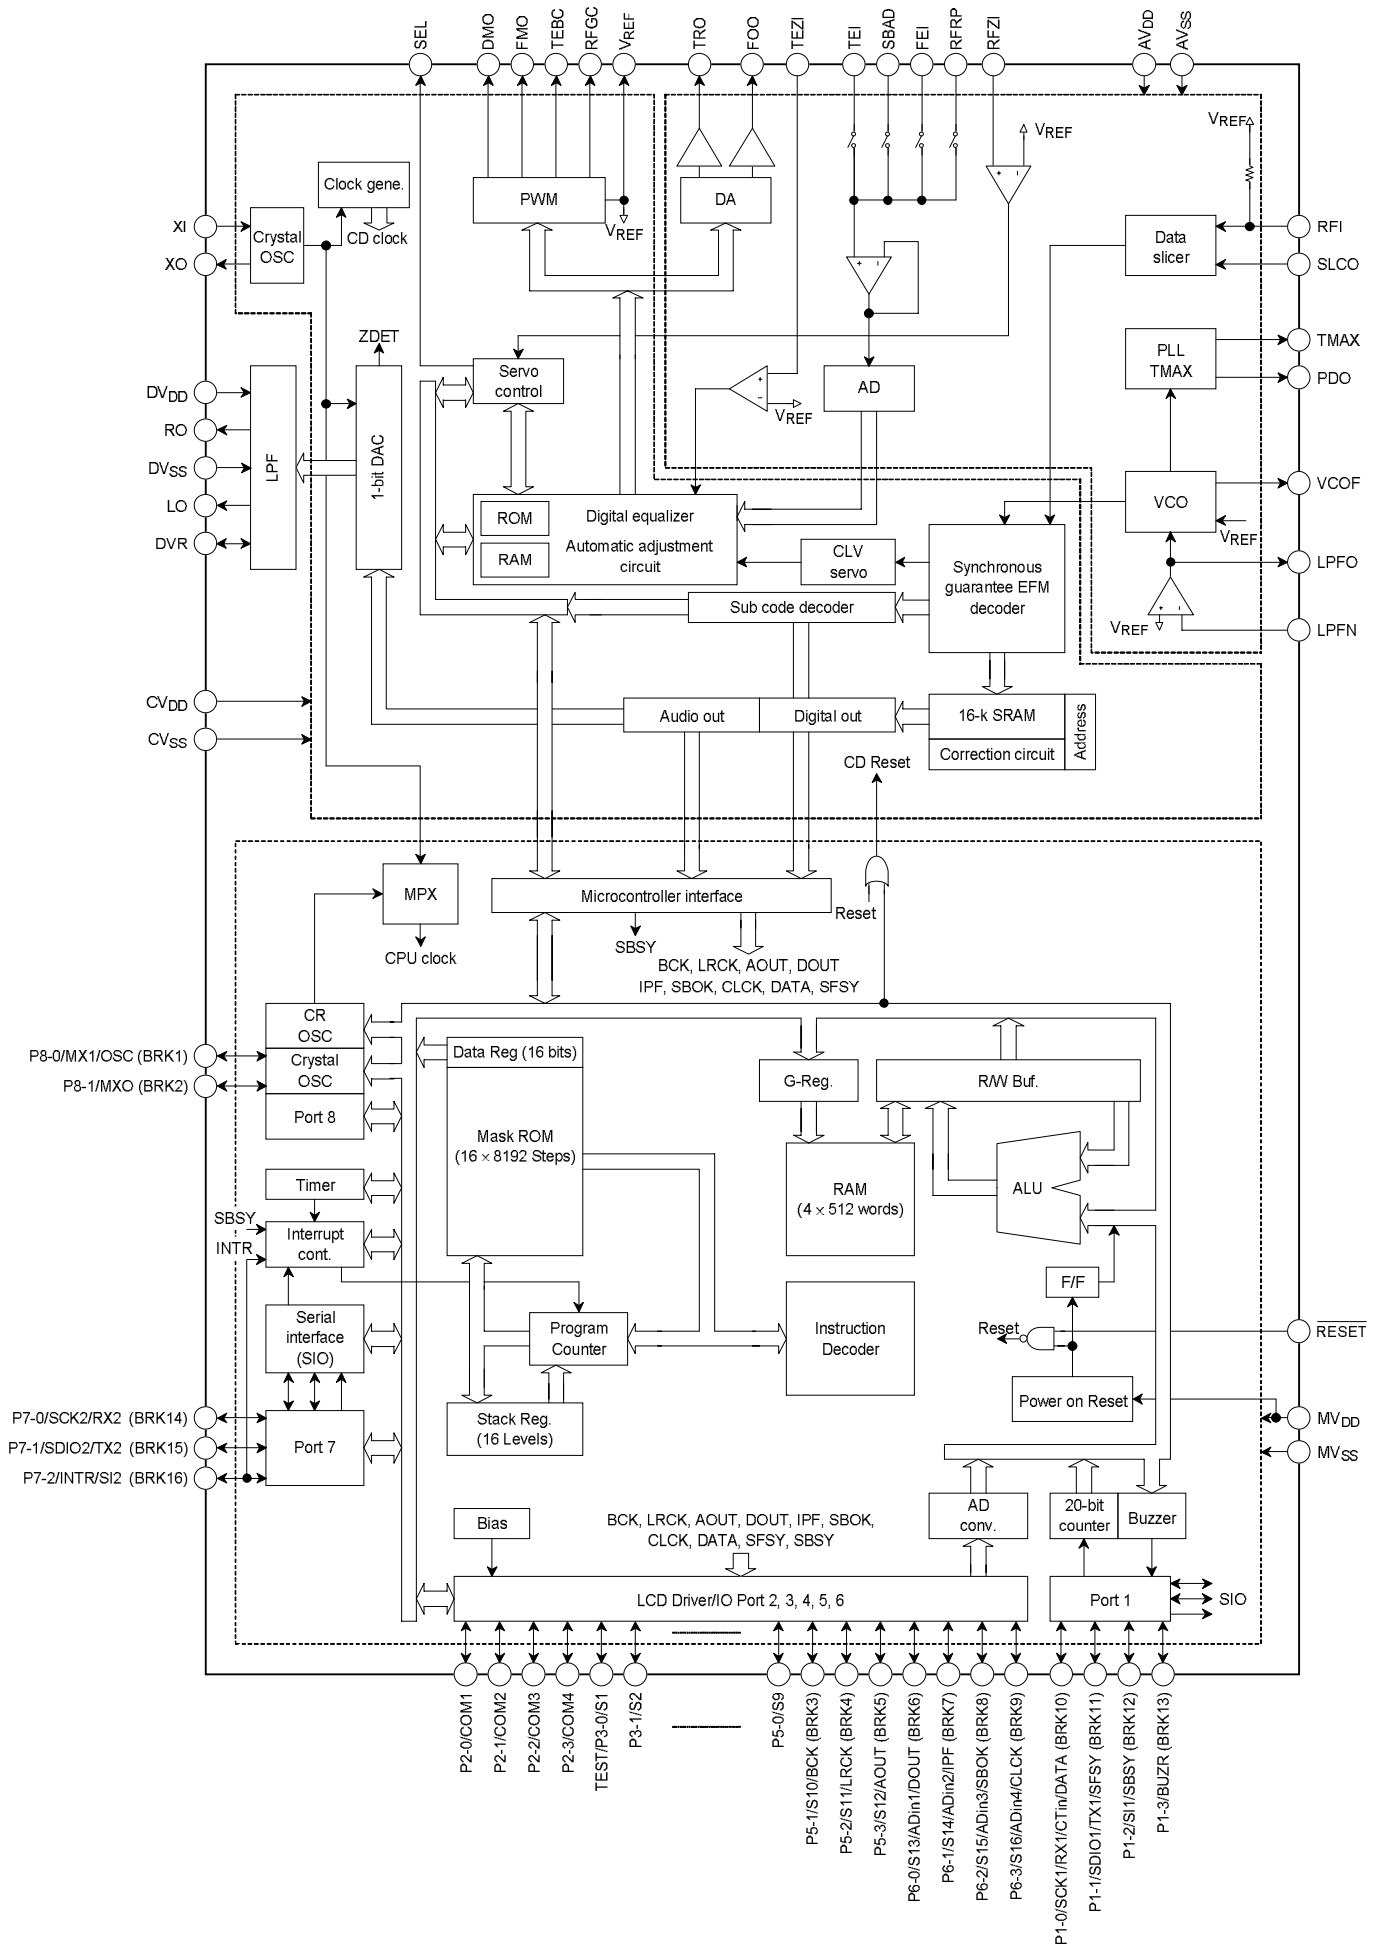 SEL
DMO
FMO
TEBC
RFGC
VREF
TRO
FOO
TEZI
TEI
SBAD
FEI
RFRP
RFZI
AVDD
AVSS
VREF
VREF
Clock gene.
PWM
DA
XI
Crystal
OSC
CD clock
VREF
Data
slicer
RFI
XO
SLCO
ZDET
TMAX
PLL
TMAX
Servo
control
PDO
AD
DVDD
VREF
RO
LPF
1-bit DAC
DVSS
LO
DVR
VCO
VCOF
VREF
ROM
Digital equalizer
RAM
Automatic adjustment
circuit
CLV
servo
Synchronous
guarantee EFM
decoder
LPFO
Sub code decoder
VREF
LPFN
CVDD
CVSS
Audio out
Digital out
16-k SRAM
Correction circuit
Address
CD Reset
MPX
Microcontroller interface
Reset
CPU clock
SBSY
BCK, LRCK, AOUT, DOUT
IPF, SBOK, CLCK, DATA, SFSY
CR
OSC
P8-0/MX1/OSC (BRK1)
Crystal
OSC
P8-1/MXO (BRK2)
Port 8
Data Reg (16 bits)
G-Reg.
R/W Buf.
Mask ROM
(16 × 8192 Steps)
RAM
(4 × 512 words)
ALU
Timer
SBSY
Interrupt
cont.
INTR
F/F
Serial
interface
(SIO)
Program
Counter
Instruction
Decoder
Reset
RESET
Power on Reset
P7-0/SCK2/RX2 (BRK14)
P7-1/SDIO2/TX2 (BRK15)
P7-2/INTR/SI2 (BRK16)
Port 7
Stack Reg.
(16 Levels)
MVDD
MVSS
Bias
BCK, LRCK, AOUT, DOUT, IPF, SBOK,
CLCK, DATA, SFSY, SBSY
AD
conv.
20-bit
counter
Buzzer
LCD Driver/IO Port 2, 3, 4, 5, 6
Port 1
SIO
P2-0/COM1
P2-1/COM2
P2-2/COM3
P2-3/COM4
TEST/P3-0/S1
P3-1/S2
P5-0/S9
P5-1/S10/BCK (BRK3)
P5-2/S11/LRCK (BRK4)
P5-3/S12/AOUT (BRK5)
P6-0/S13/ADin1/DOUT (BRK6)
P6-1/S14/ADin2/IPF (BRK7)
P6-2/S15/ADin3/SBOK (BRK8)
P6-3/S16/ADin4/CLCK (BRK9)
P1-0/SCK1/RX1/CTin/DATA (BRK10)
P1-1/SDIO1/TX1/SFSY (BRK11)
P1-2/SI1/SBSY (BRK12)
P1-3/BUZR (BRK13)